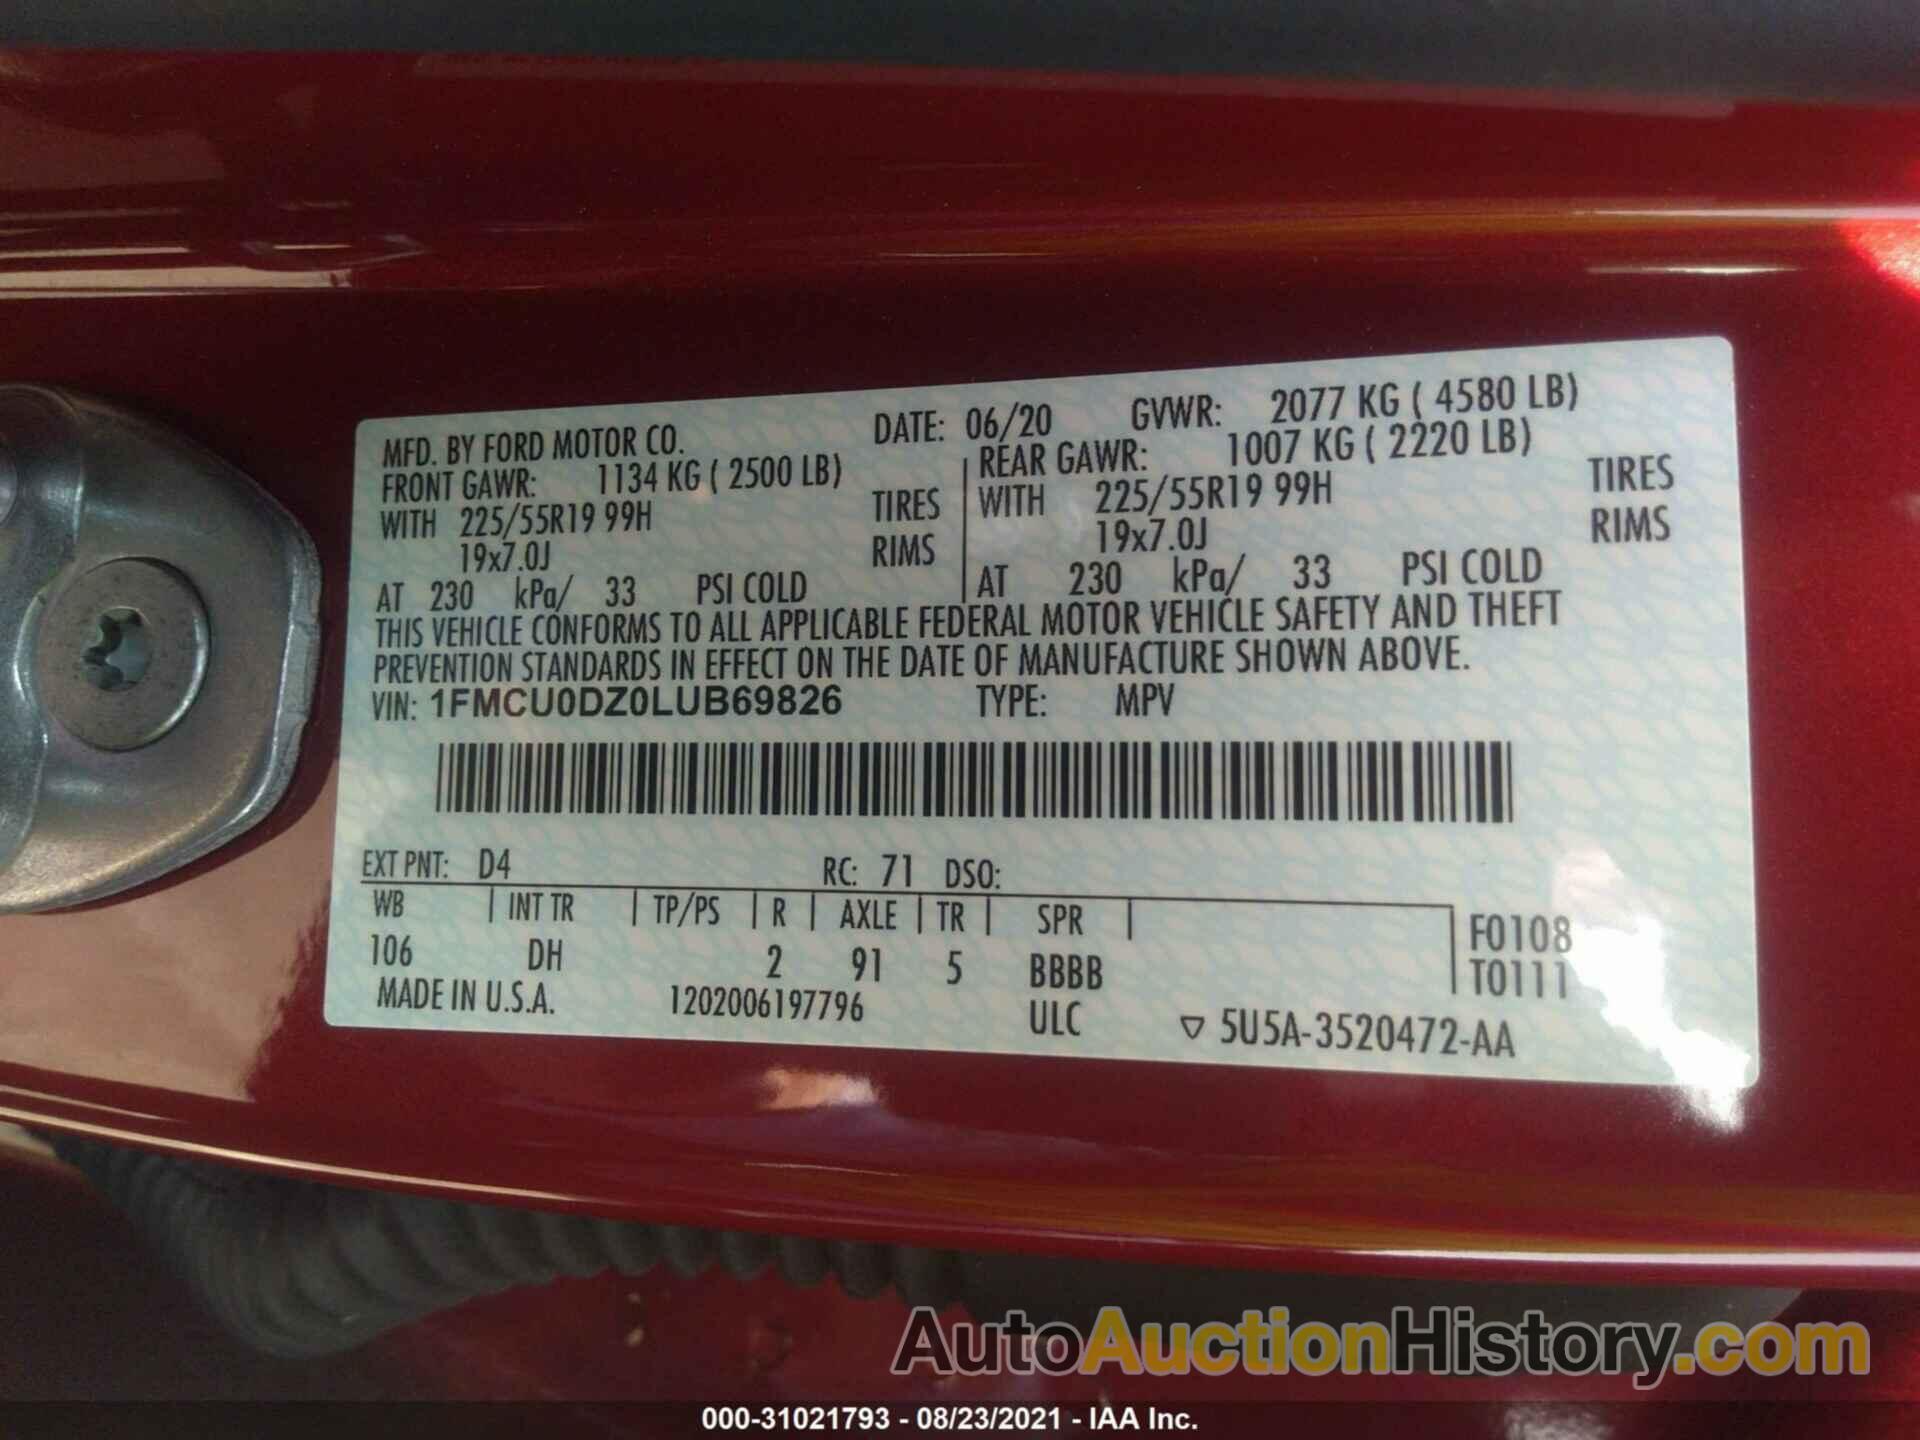 MFD. BY FORD MOTOR CO. DATE: 06/20 GVWR: 2077 KG ( 4580 LB)
FRONT GAWR: 1134 KG ( 2500 LB) REAR GAWR: 1007 KG ( 2220 LB)
WITH 225/55R19 99H TIRES WITH 225/55R19 99H TIRES
19x7.0J RIMS 19x7.0J RIMS
AT 230 kPa/ 33 PSI COLD AT 230 kPa/ 33 PSI COLD
THIS VEHICLE CONFORMS TO ALL APPLICABLE FEDERAL MOTOR VEHICLE SAFETY AND THEFT
PREVENTION STANDARDS IN EFFECT ON THE DATE OF MANUFACTURE SHOWN ABOVE.
VIN: 1FMCU0DZ0LUB69826 TYPE: MPV
EXT PNT: D4 RC: 71 DSO:
WB INT TR TP/PS R AXLE TR SPR
106 DH 2 91 5 BBBB
F0108
T0111
MADE IN U.S.A. 1202006197796 ULC ▽ 5U5A-3520472-AA
AutoAuctionHistory.com
000-31021793 - 08/23/2021 - IAA Inc.